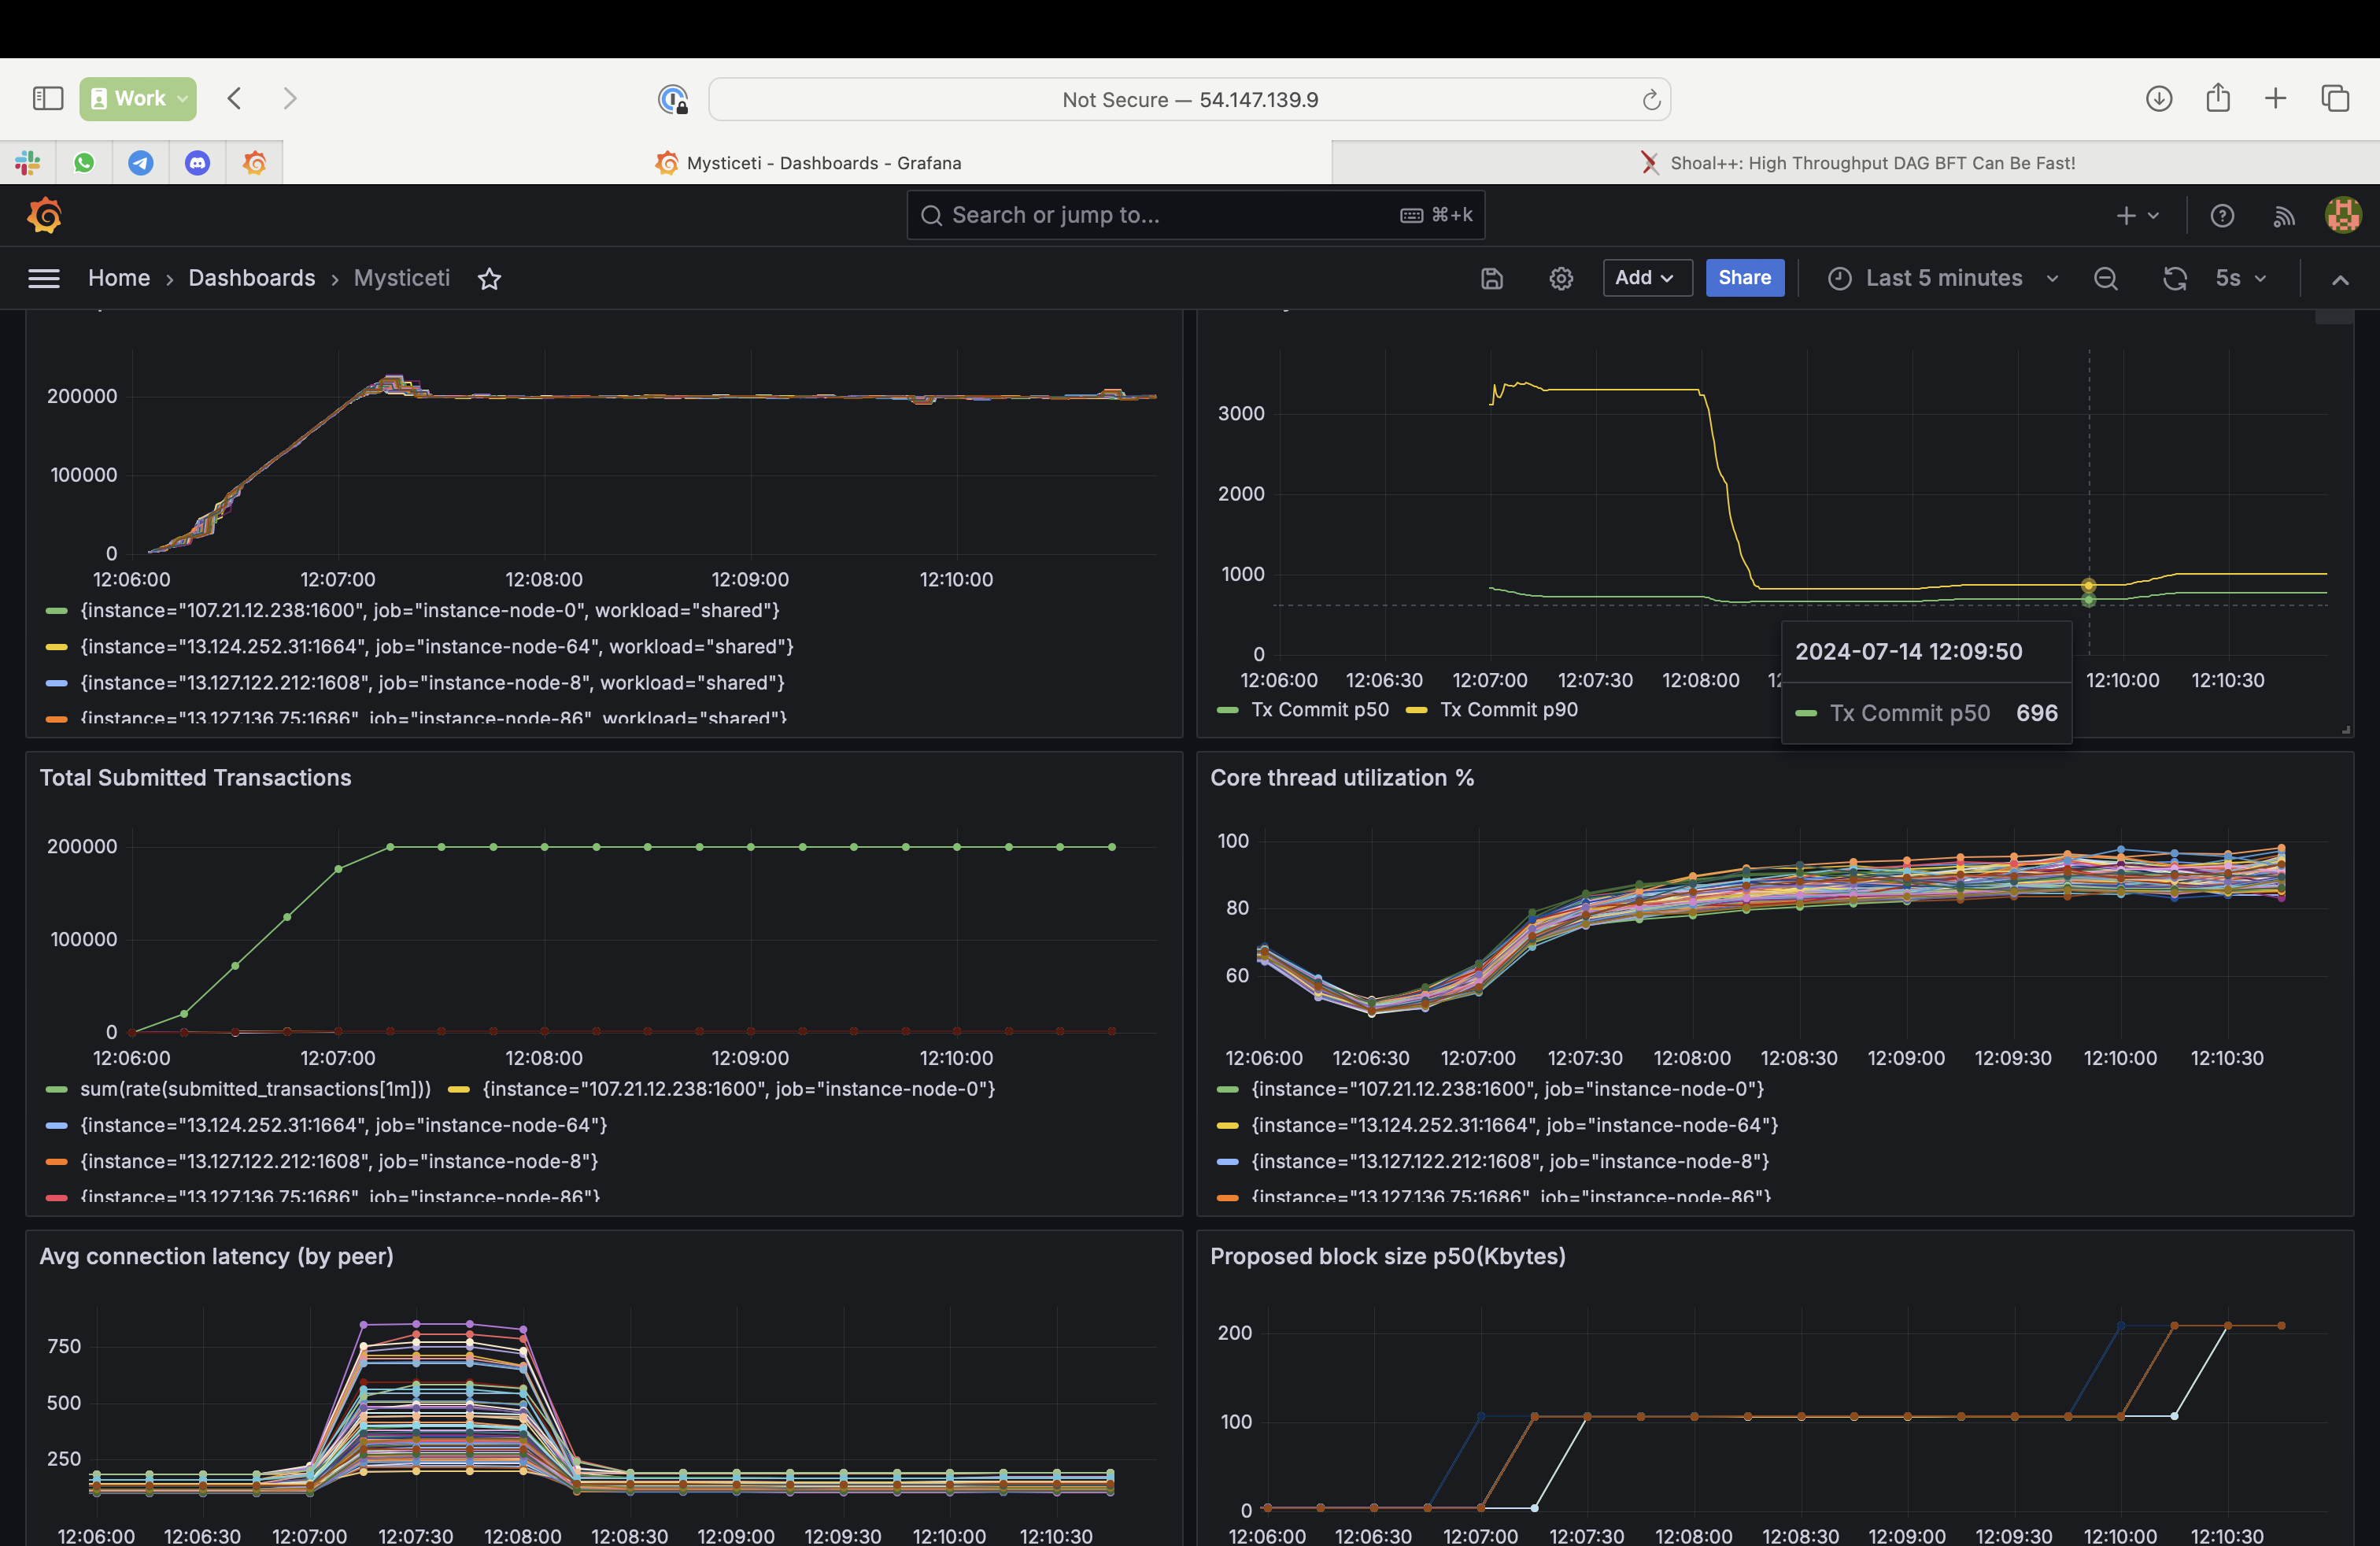 Work
Not Secure — 54.147.139.9
Mysticeti - Dashboards - Grafana
Shoal++: High Throughput DAG BFT Can Be Fast!
Search or jump to...
⌘+k
Home › Dashboards › Mysticeti
Add
Share
Last 5 minutes
5s
200000
100000
0
12:06:00 12:07:00 12:08:00 12:09:00 12:10:00
{instance="107.21.12.238:1600", job="instance-node-0", workload="shared"}
{instance="13.124.252.31:1664", job="instance-node-64", workload="shared"}
{instance="13.127.122.212:1608", job="instance-node-8", workload="shared"}
{instance="13.127.136.75:1686", job="instance-node-86", workload="shared"}
3000
2000
1000
0
12:06:00 12:06:30 12:07:00 12:07:30 12:08:00 12:10:00 12:10:30
Tx Commit p50 Tx Commit p90
2024-07-14 12:09:50
Tx Commit p50 696
Total Submitted Transactions
200000
100000
0
12:06:00 12:07:00 12:08:00 12:09:00 12:10:00
sum(rate(submitted_transactions[1m])) {instance="107.21.12.238:1600", job="instance-node-0"}
{instance="13.124.252.31:1664", job="instance-node-64"}
{instance="13.127.122.212:1608", job="instance-node-8"}
{instance="13.127.136.75:1686", job="instance-node-86"}
Core thread utilization %
100
80
60
12:06:00 12:06:30 12:07:00 12:07:30 12:08:00 12:08:30 12:09:00 12:09:30 12:10:00 12:10:30
{instance="107.21.12.238:1600", job="instance-node-0"}
{instance="13.124.252.31:1664", job="instance-node-64"}
{instance="13.127.122.212:1608", job="instance-node-8"}
{instance="13.127.136.75:1686", job="instance-node-86"}
Avg connection latency (by peer)
750
500
250
12:06:00 12:06:30 12:07:00 12:07:30 12:08:00 12:08:30 12:09:00 12:09:30 12:10:00 12:10:30
Proposed block size p50(Kbytes)
200
100
0
12:06:00 12:06:30 12:07:00 12:07:30 12:08:00 12:08:30 12:09:00 12:09:30 12:10:00 12:10:30